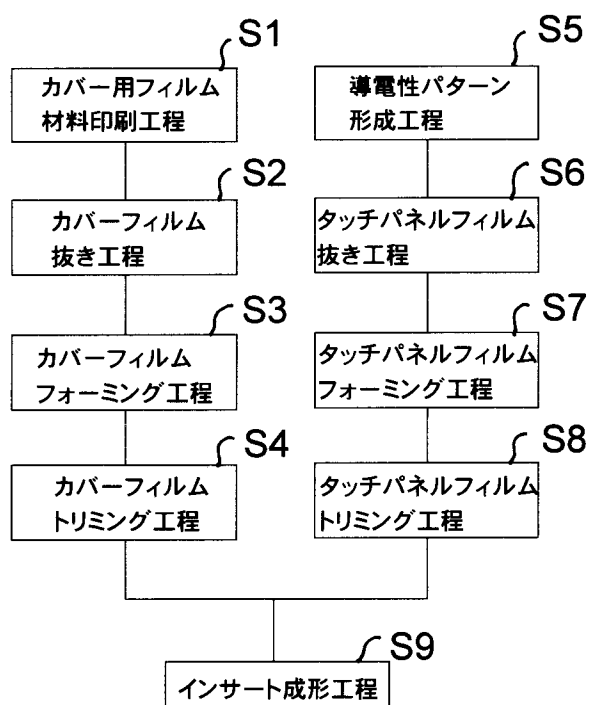 S1
カバー用フィルム
材料印刷工程
S2
カバーフィルム
抜き工程
S3
カバーフィルム
フォーミング工程
S4
カバーフィルム
トリミング工程
S5
導電性パターン
形成工程
S6
タッチパネルフィルム
抜き工程
S7
タッチパネルフィルム
フォーミング工程
S8
タッチパネルフィルム
トリミング工程
S9
インサート成形工程